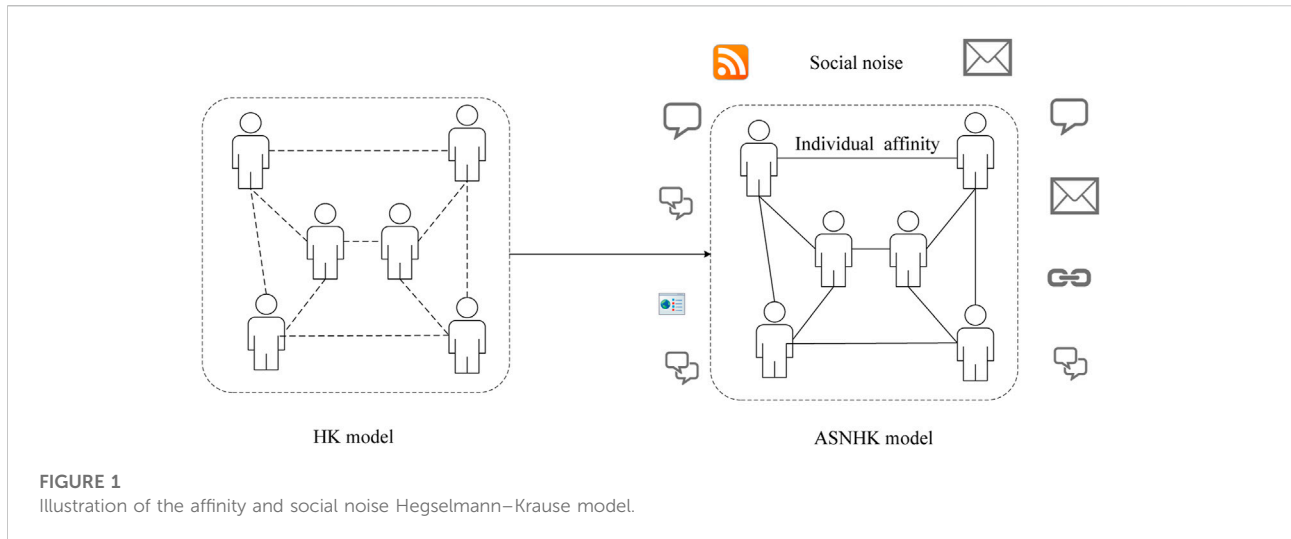 Social noise
Individual affinity
HK model
ASNHK model
FIGURE 1
Illustration of the affinity and social noise Hegselmann–Krause model.